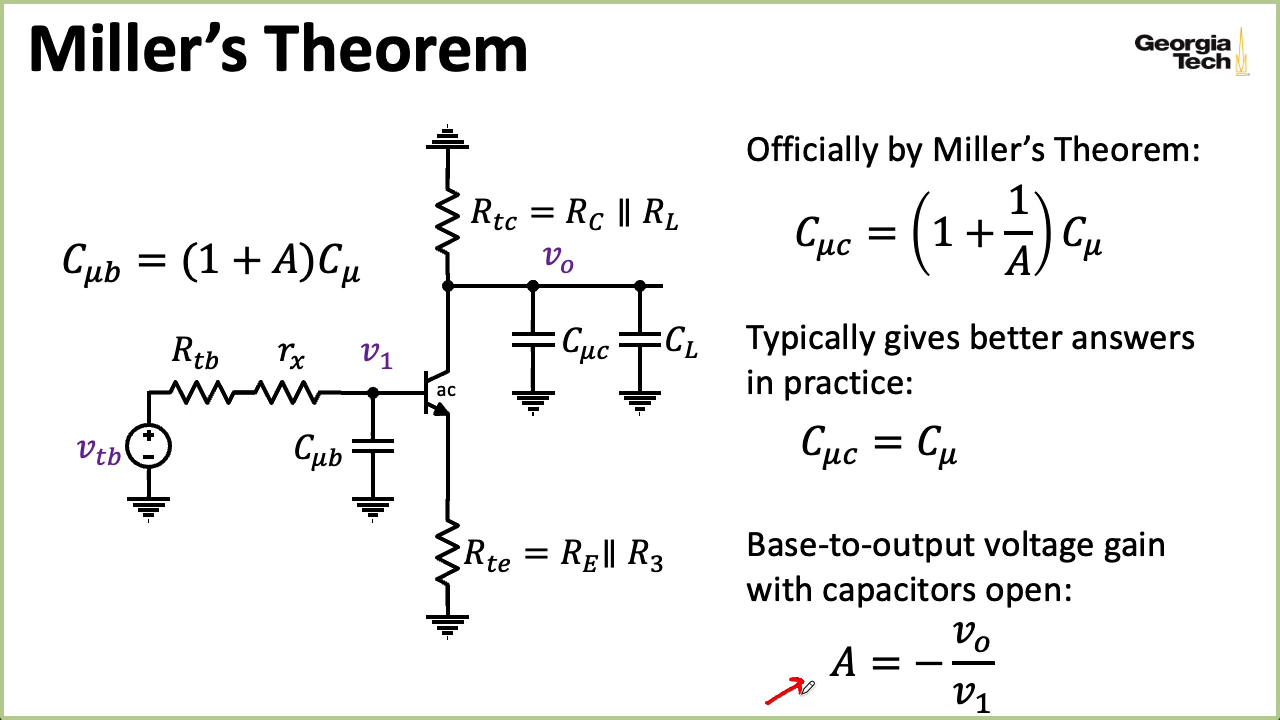 Miller's Theorem
Georgia
Tech
Officially by Miller's Theorem:
C_μc = (1 + 1/A) C_μ
R_tc = R_C ∥ R_L
v_o
C_μb = (1 + A)C_μ
Typically gives better answers
in practice:
C_μc = C_μ
R_tb
r_x
v_1
ac
C_μc
C_L
v_tb
+
-
C_μb
R_te = R_E ∥ R_3
Base-to-output voltage gain
with capacitors open:
A = − v_o/v_1